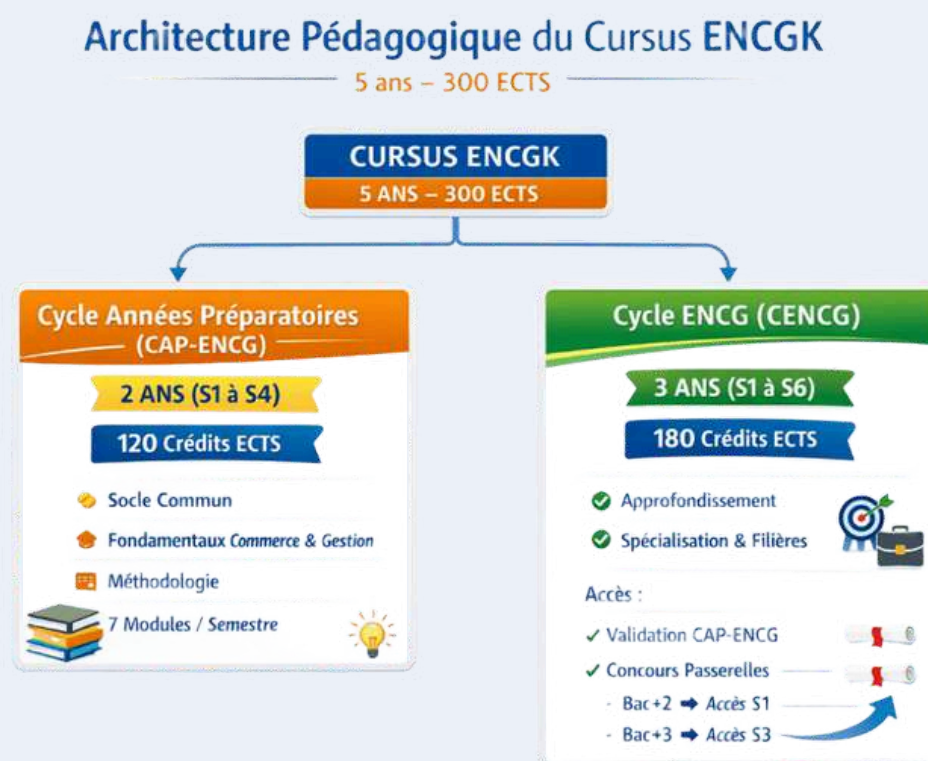 Architecture Pédagogique du Cursus ENCGK
5 ans – 300 ECTS
CURSUS ENCGK
5 ANS – 300 ECTS
Cycle Années Préparatoires
(CAP-ENCG)
2 ANS (S1 à S4)
120 Crédits ECTS
Socle Commun
Fondamentaux Commerce & Gestion
Méthodologie
7 Modules / Semestre
Cycle ENCG (CENCG)
3 ANS (S1 à S6)
180 Crédits ECTS
Approfondissement
Spécialisation & Filières
Accès :
✓ Validation CAP-ENCG
✓ Concours Passerelles
- Bac+2 ➡ Accès S1
- Bac+3 ➡ Accès S3